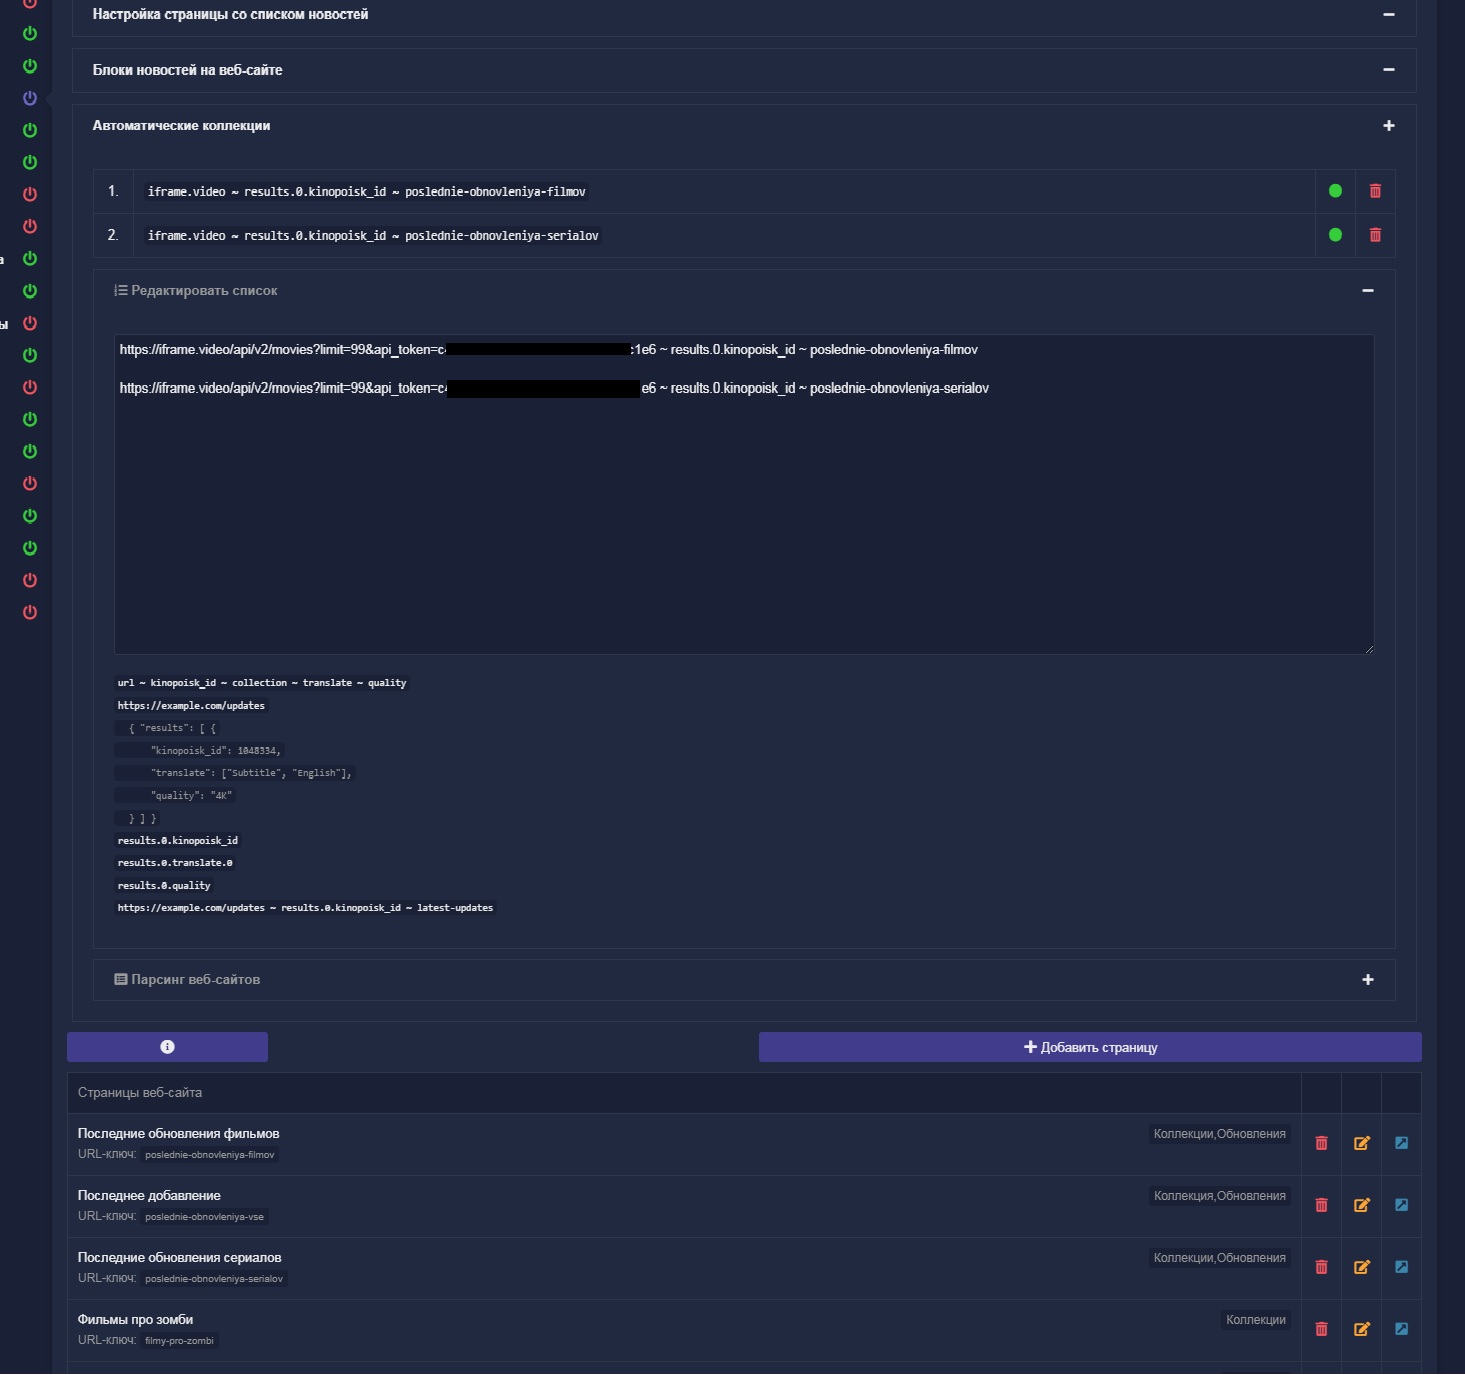 Настройка страницы со списком новостей
Блоки новостей на веб-сайте
Автоматические коллекции
1. iframe.video ~ results.0.kinopoisk_id ~ poslednie-obnovleniya-filmov
2. iframe.video ~ results.0.kinopoisk_id ~ poslednie-obnovleniya-serialov
а
Редактировать список
ы
https://iframe.video/api/v2/movies?limit=99&api_token=c c1e6 ~ results.0.kinopoisk_id ~ poslednie-obnovleniya-filmov
https://iframe.video/api/v2/movies?limit=99&api_token=c e6 ~ results.0.kinopoisk_id ~ poslednie-obnovleniya-serialov
url ~ kinopoisk_id ~ collection ~ translate ~ quality
https://example.com/updates
{ "results": [ {
"kinopoisk_id": 1048334,
"translate": ["Subtitle", "English"],
"quality": "4K"
} ] }
results.0.kinopoisk_id
results.0.translate.0
results.0.quality
https://example.com/updates ~ results.0.kinopoisk_id ~ latest-updates
Парсинг веб-сайтов
Добавить страницу
Страницы веб-сайта
Последние обновления фильмов Коллекции,Обновления
URL-ключ: poslednie-obnovleniya-filmov
Последнее добавление Коллекция,Обновления
URL-ключ: poslednie-obnovleniya-vse
Последние обновления сериалов Коллекции,Обновления
URL-ключ: poslednie-obnovleniya-serialov
Фильмы про зомби Коллекции
URL-ключ: filmy-pro-zombi